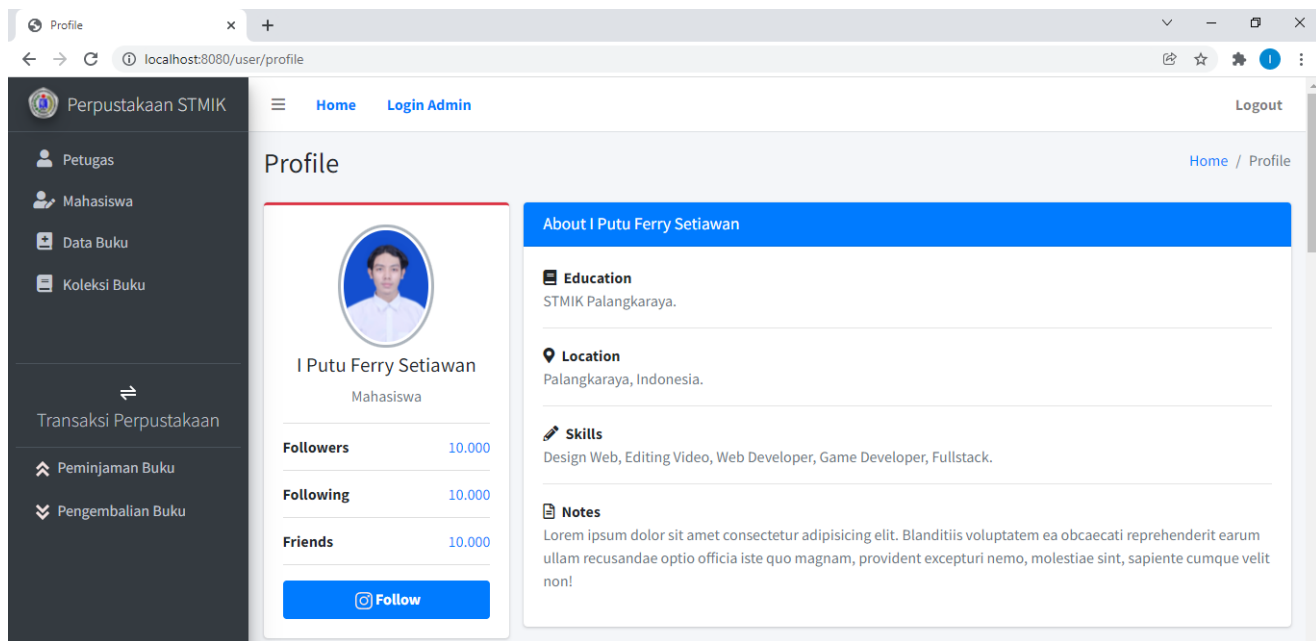 Profile
localhost:8080/user/profile
I
Perpustakaan STMIK
Home
Login Admin
Logout
Petugas
Mahasiswa
Data Buku
Koleksi Buku
Transaksi Perpustakaan
Peminjaman Buku
Pengembalian Buku
Profile
Home / Profile
I Putu Ferry Setiawan
Mahasiswa
Followers 10.000
Following 10.000
Friends 10.000
Follow
About I Putu Ferry Setiawan
Education
STMIK Palangkaraya.
Location
Palangkaraya, Indonesia.
Skills
Design Web, Editing Video, Web Developer, Game Developer, Fullstack.
Notes
Lorem ipsum dolor sit amet consectetur adipisicing elit. Blanditiis voluptatem ea obcaecati reprehenderit earum
ullam recusandae optio officia iste quo magnam, provident excepturi nemo, molestiae sint, sapiente cumque velit
non!